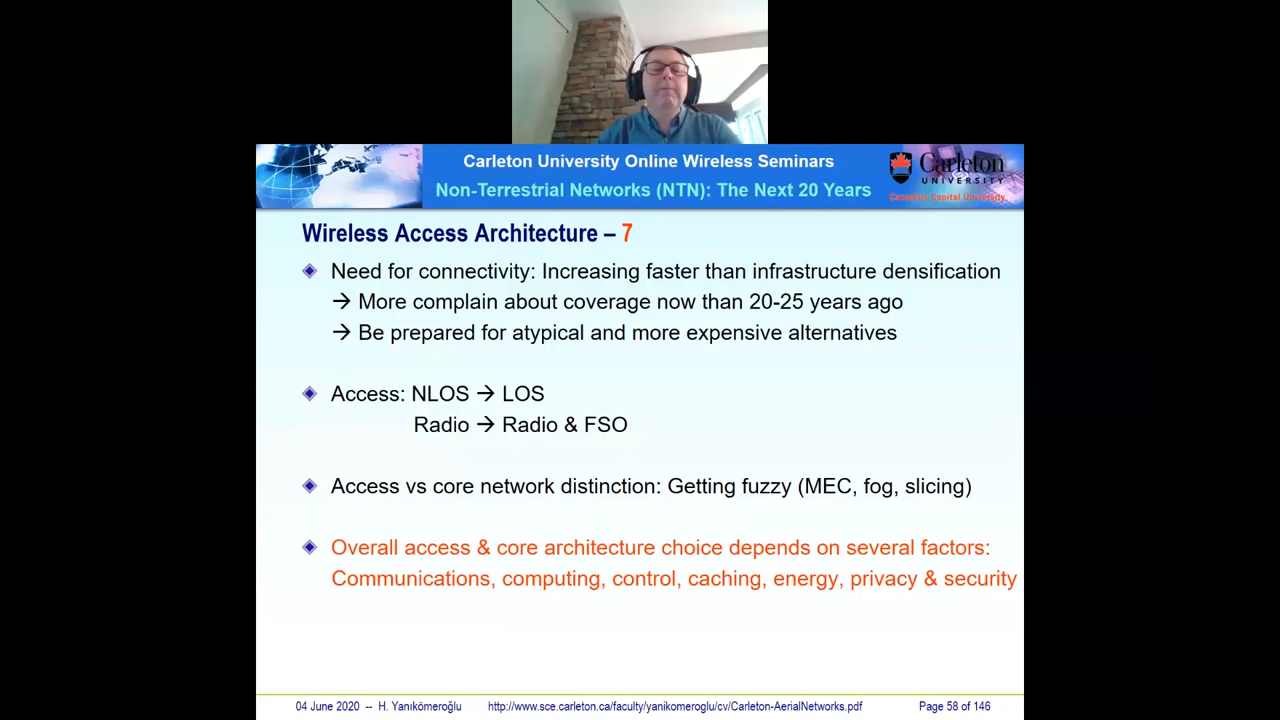 Carleton University Online Wireless Seminars
Non-Terrestrial Networks (NTN): The Next 20 Years
Carleton
UNIVERSITY
Canada's Capital University
Wireless Access Architecture – 7
Need for connectivity: Increasing faster than infrastructure densification
→ More complain about coverage now than 20-25 years ago
→ Be prepared for atypical and more expensive alternatives
Access: NLOS → LOS
Radio → Radio & FSO
Access vs core network distinction: Getting fuzzy (MEC, fog, slicing)
Overall access & core architecture choice depends on several factors:
Communications, computing, control, caching, energy, privacy & security
04 June 2020 -- H. Yanıkömeroğlu http://www.sce.carleton.ca/faculty/yanikomeroglu/cv/Carleton-AerialNetworks.pdf Page 58 of 146